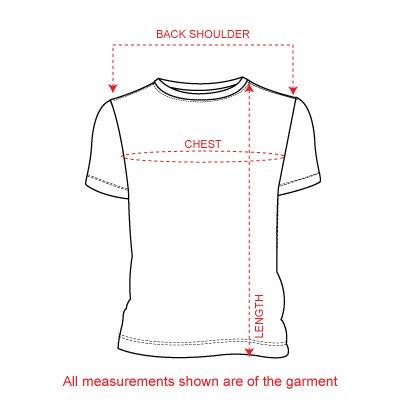 BACK SHOULDER
CHEST
LENGTH
All measurements shown are of the garment